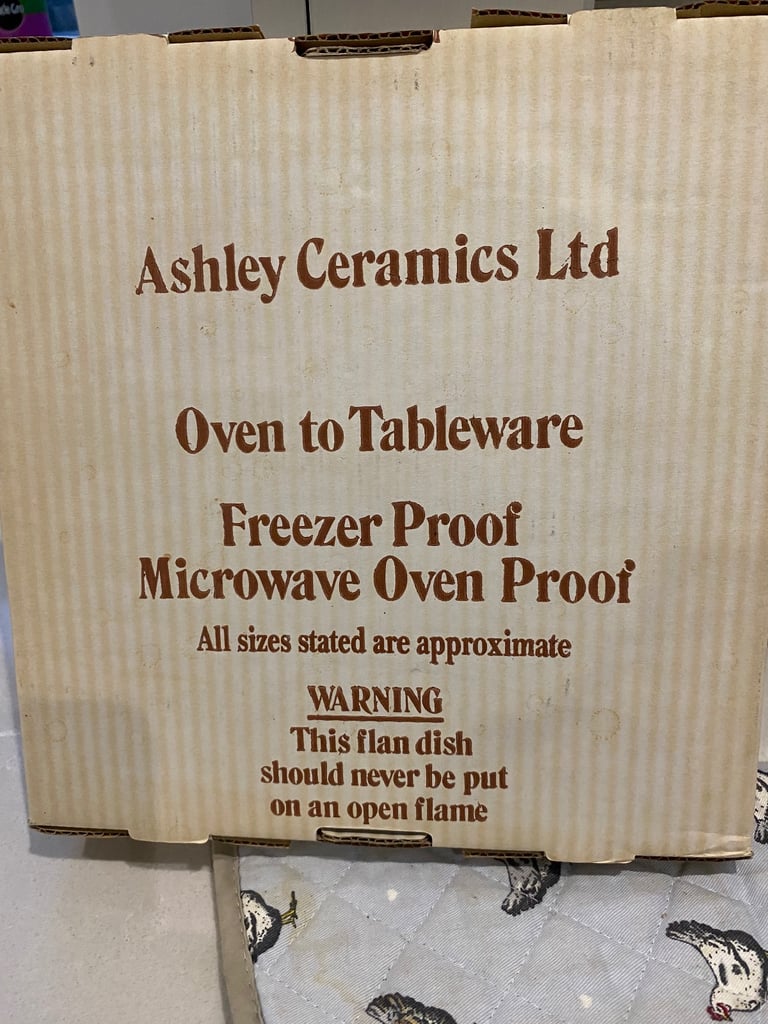 Ashley Ceramics Ltd
Oven to Tableware
Freezer Proof
Microwave Oven Proof
All sizes stated are approximate
WARNING
This flan dish
should never be put
on an open flame